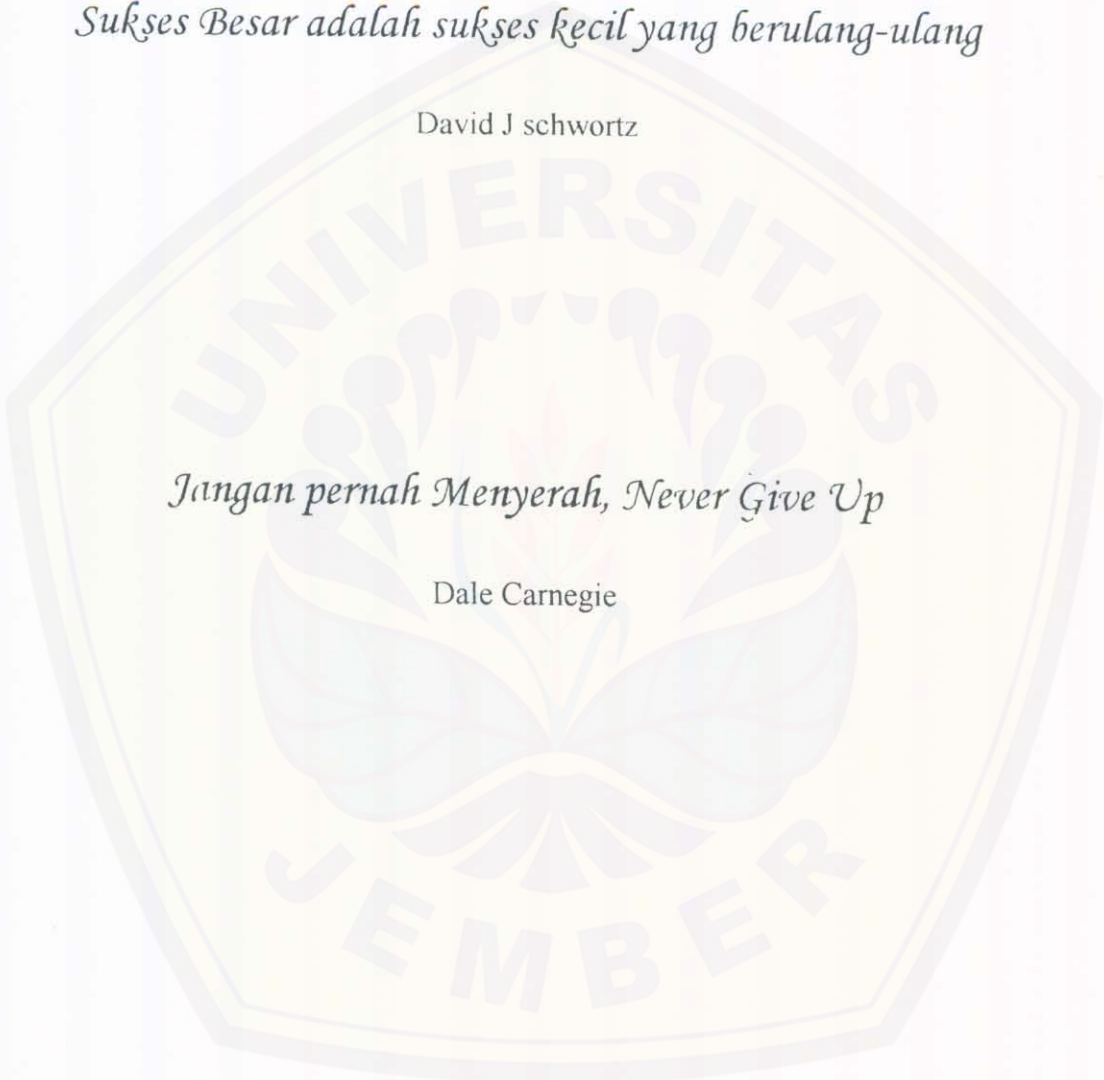 Sukses Besar adalah sukses kecil yang berulang-ulang
David J schwortz
UNIVERSITAS
Jangan pernah Menyerah, Never Give Up
Dale Carnegie
JEMBER